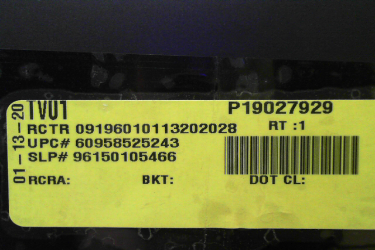 01-13-20
TV01 P19027929
RCTR 09196010113202028 RT :1
UPC# 60958525243
SLP# 96150105466
RCRA: BKT: DOT CL: